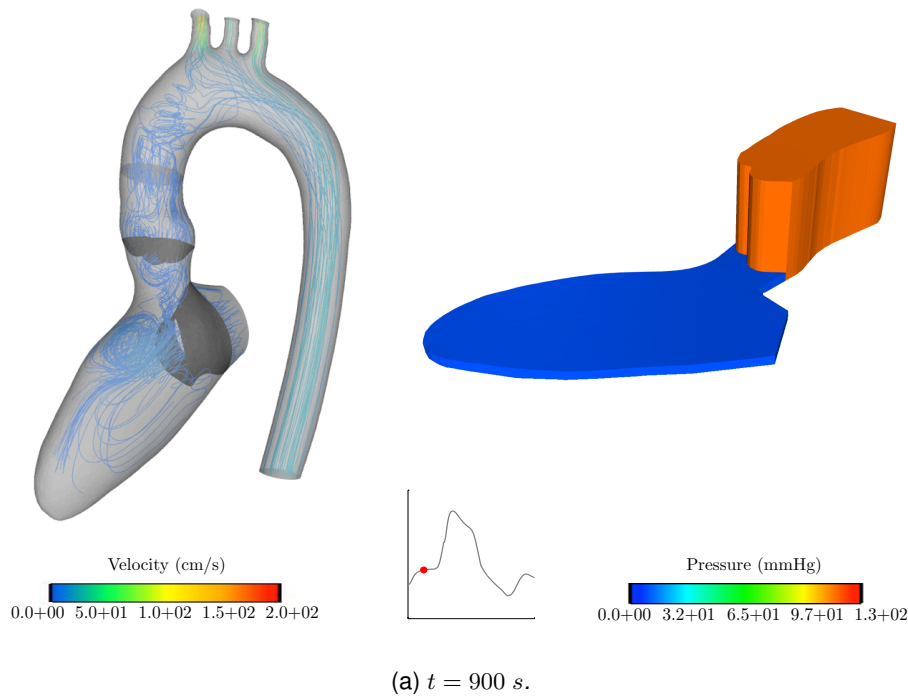 Velocity (cm/s)
0.0+00 5.0+01 1.0+02 1.5+02 2.0+02
Pressure (mmHg)
0.0+00 3.2+01 6.5+01 9.7+01 1.3+02
(a) t = 900 s.